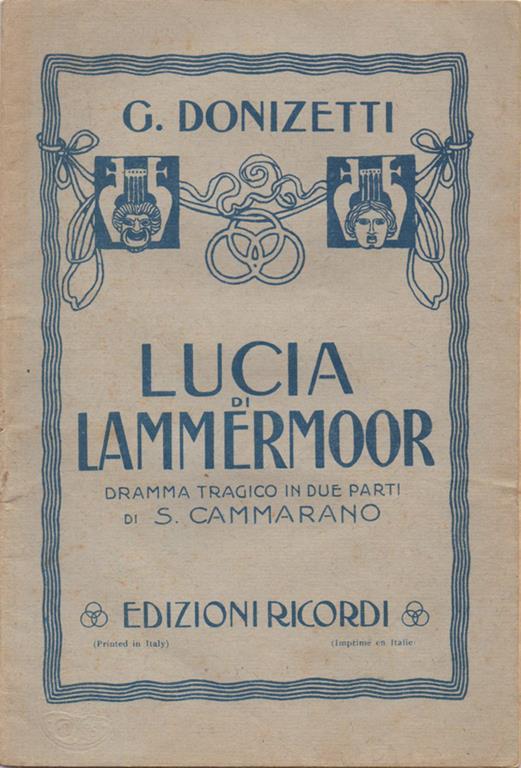 G. DONIZETTI
LUCIA
DI
LAMMERMOOR
DRAMMA TRAGICO IN DUE PARTI
DI S. CAMMARANO
EDIZIONI RICORDI
(Printed in Italy) (Imprimé en Italie)